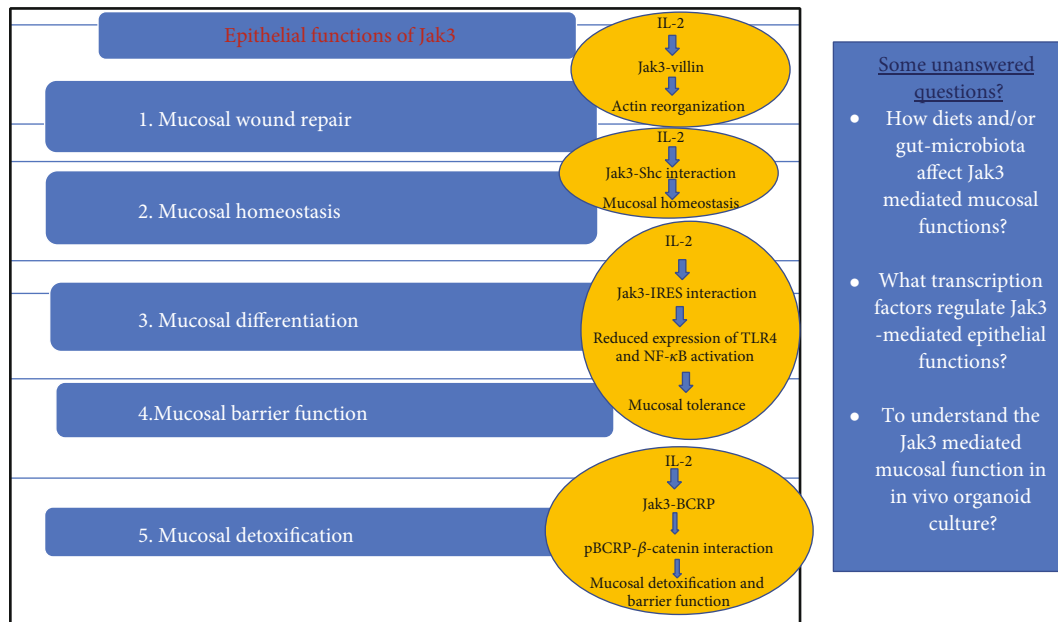 Epithelial functions of Jak3
IL-2
Jak3-villin
Actin reorganization
1. Mucosal wound repair
IL-2
Jak3-Shc interaction
Mucosal homeostasis
2. Mucosal homeostasis
IL-2
Jak3-IRES interaction
Reduced expression of TLR4
and NF-κB activation
Mucosal tolerance
3. Mucosal differentiation
4.Mucosal barrier function
IL-2
Jak3-BCRP
pBCRP-β-catenin interaction
Mucosal detoxification and
barrier function
5. Mucosal detoxification
Some unanswered
questions?
• How diets and/or
gut-microbiota
affect Jak3
mediated mucosal
functions?
• What transcription
factors regulate Jak3
-mediated epithelial
functions?
• To understand the
Jak3 mediated
mucosal function in
in vivo organoid
culture?